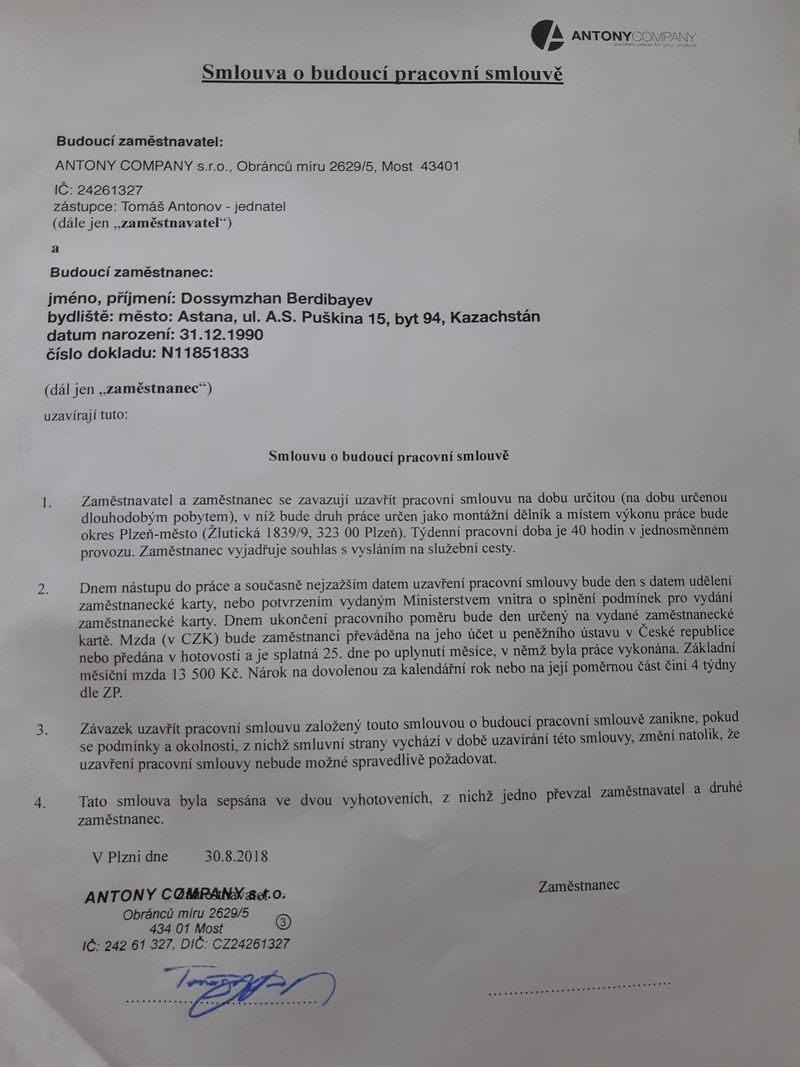 ANTONYCOMPANY
Smlouva o budoucí pracovní smlouvě
Budoucí zaměstnavatel:
ANTONY COMPANY s.r.o., Obránců míru 2629/5, Most 43401
IČ: 24261327
zástupce: Tomáš Antonov - jednatel
(dále jen „zaměstnavatel“)
a
Budoucí zaměstnanec:
jméno, příjmení: Dossymzhan Berdibayev
bydliště: město: Astana, ul. A.S. Puškina 15, byt 94, Kazachstán
datum narození: 31.12.1990
číslo dokladu: N11851833
(dál jen „zaměstnanec“)
uzavírají tuto:
Smlouvu o budoucí pracovní smlouvě
1. Zaměstnavatel a zaměstnanec se zavazují uzavřít pracovní smlouvu na dobu určitou (na dobu určenou
dlouhodobým pobytem), v níž bude druh práce určen jako montážní dělník a místem výkonu práce bude
okres Plzeň-město (Žlutická 1839/9, 323 00 Plzeň). Týdenní pracovní doba je 40 hodin v jednosměnném
provozu. Zaměstnanec vyjadřuje souhlas s vysláním na služební cesty.
2. Dnem nástupu do práce a současně nejzažším datem uzavření pracovní smlouvy bude den s datem udělení
zaměstnanecké karty, nebo potvrzením vydaným Ministerstvem vnitra o splnění podmínek pro vydání
zaměstnanecké karty. Dnem ukončení pracovního poměru bude den určený na vydané zaměstnanecké
kartě. Mzda (v CZK) bude zaměstnanci převáděna na jeho účet u peněžního ústavu v České republice
nebo předána v hotovosti a je splatná 25. dne po uplynutí měsíce, v němž byla práce vykonána. Základní
měsíční mzda 13 500 Kč. Nárok na dovolenou za kalendářní rok nebo na její poměrnou část činí 4 týdny
dle ZP.
3. Závazek uzavřít pracovní smlouvu založený touto smlouvou o budoucí pracovní smlouvě zanikne, pokud
se podmínky a okolnosti, z nichž smluvní strany vychází v době uzavírání této smlouvy, změní natolik, že
uzavření pracovní smlouvy nebude možné spravedlivě požadovat.
4. Tato smlouva byla sepsána ve dvou vyhotoveních, z nichž jedno převzal zaměstnavatel a druhé
zaměstnanec.
V Plzni dne 30.8.2018
ANTONY COMPANY s.r.o.
Obránců míru 2629/5
434 01 Most
3
IČ: 242 61 327, DIČ: CZ24261327
Zaměstnanec